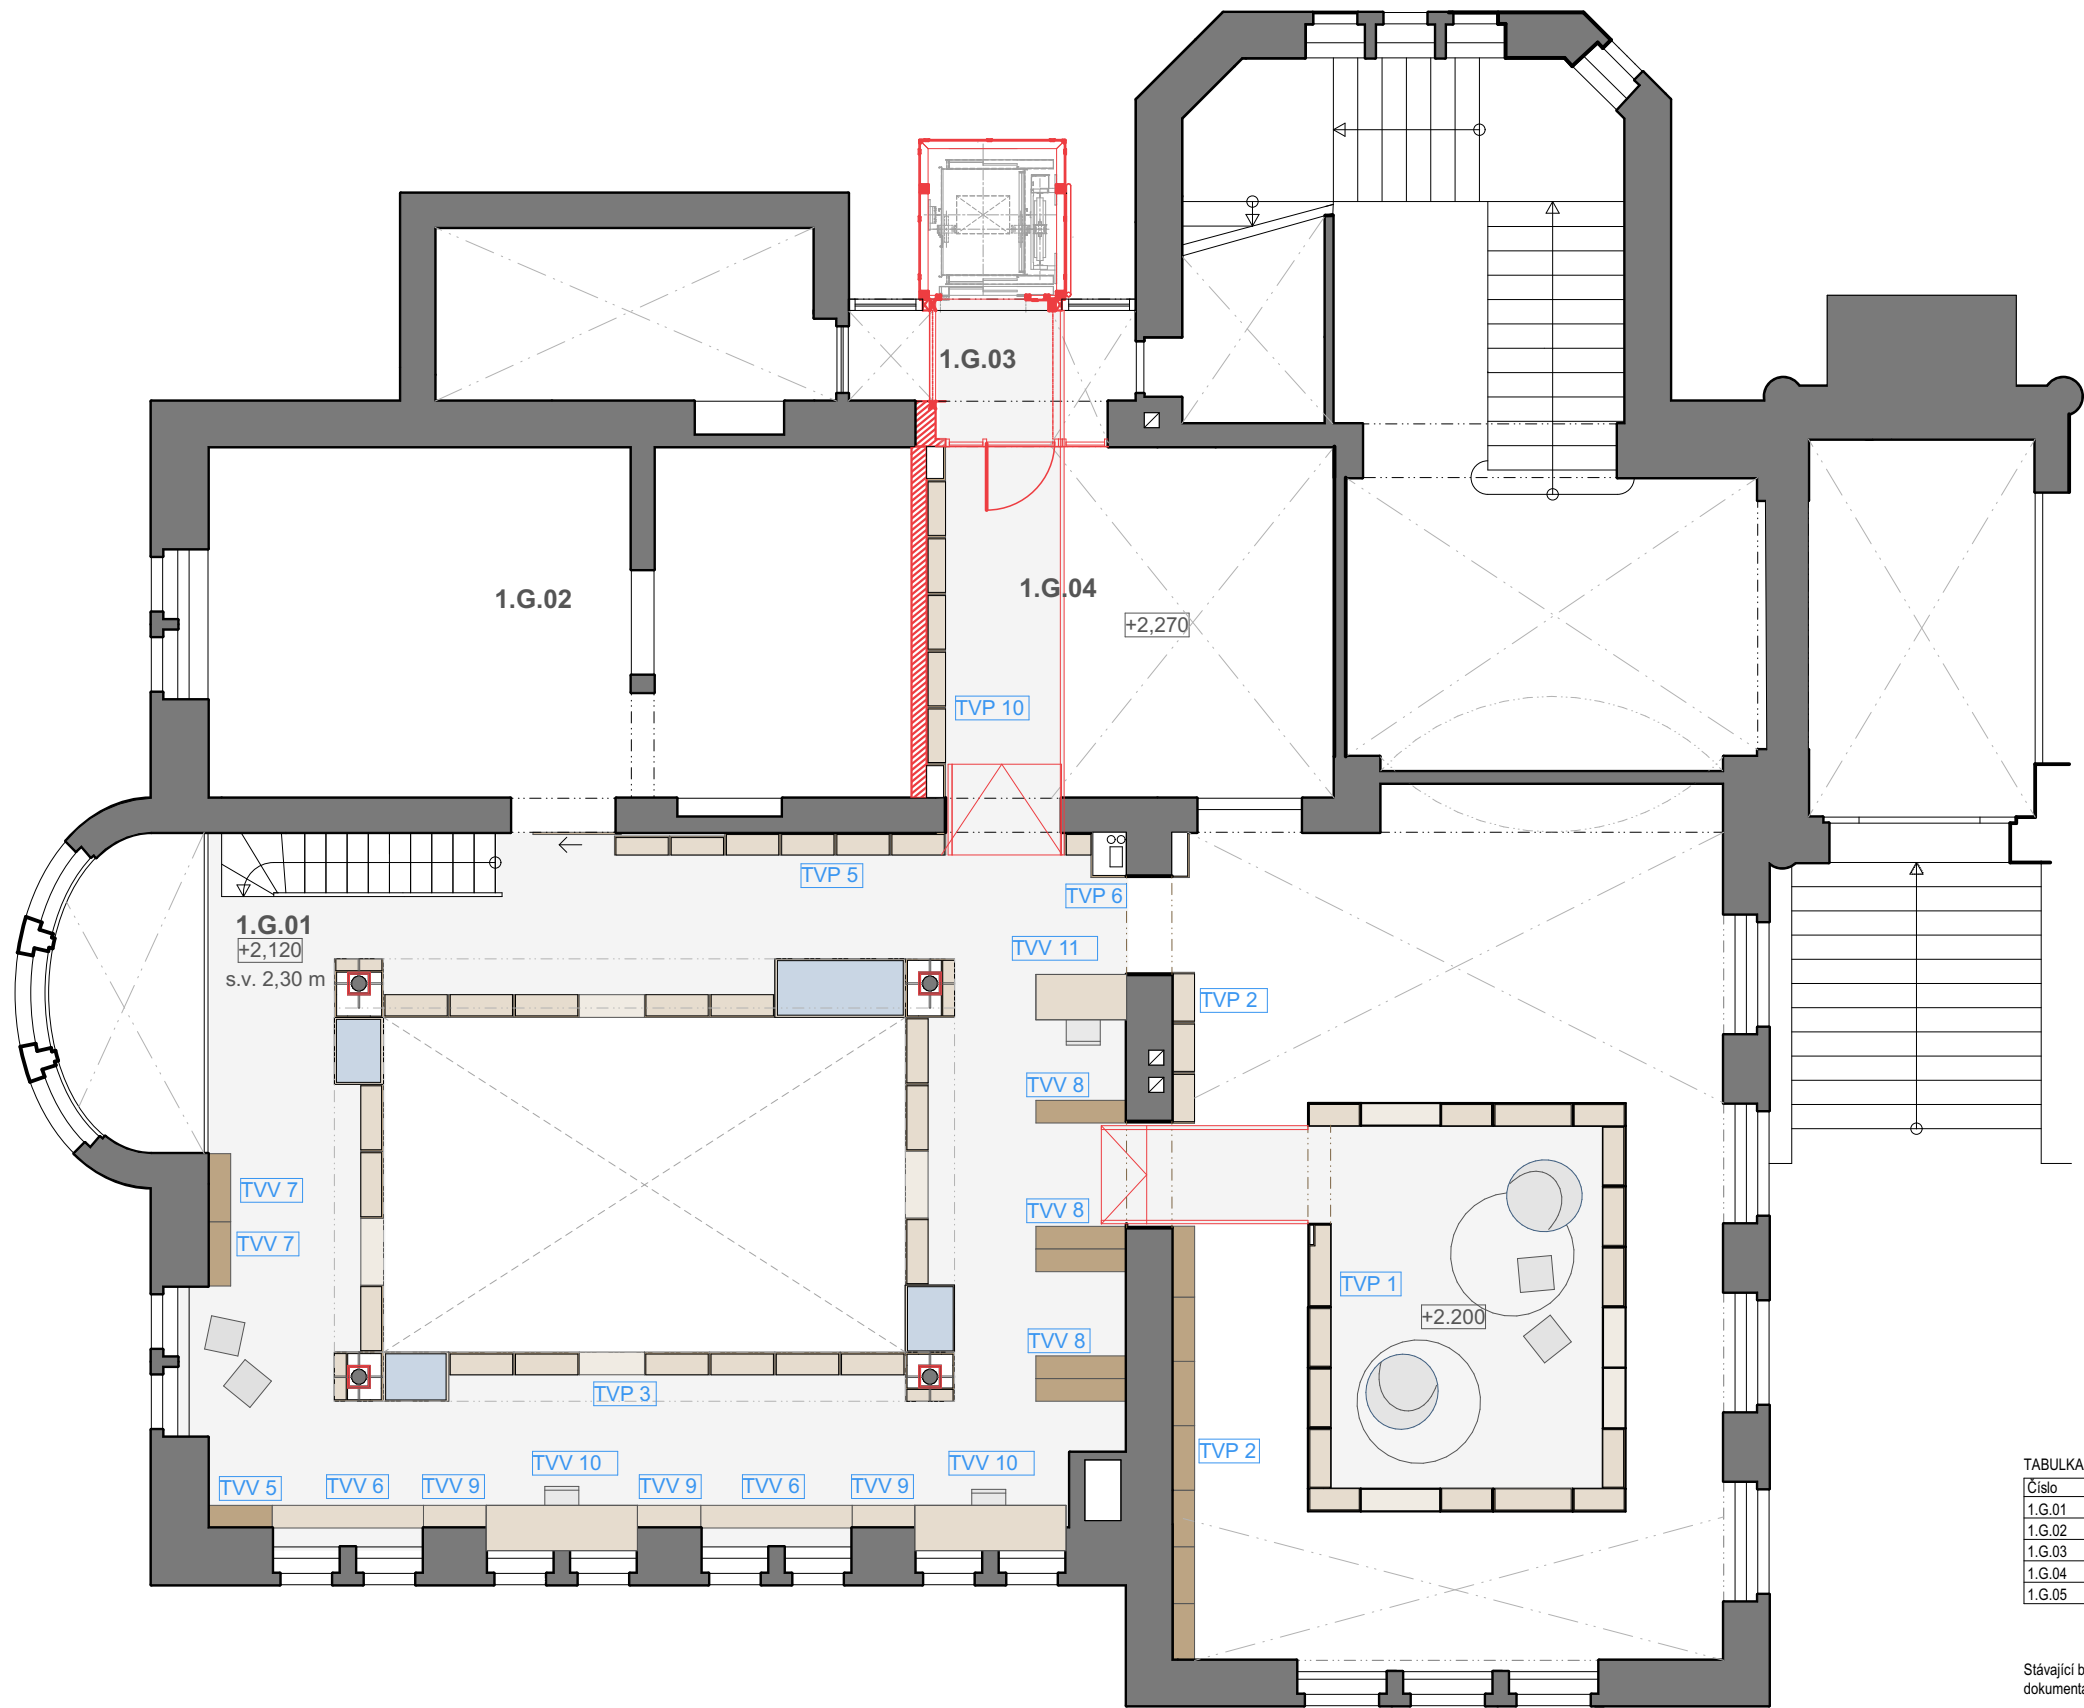 1.G.03
1.G.02
1.G.04
+2,270
TVP 10
TVP 5
TVP 6
1.G.01
+2,120
s.v. 2,30 m
TVV 11
TVP 2
TVV 8
TVV 7
TVV 8
TVV 7
TVP 1
+2.200
TVV 8
TVP 3
TVP 2
TVV 10
TVV 10
TVV 5
TVV 6
TVV 9
TVV 9
TVV 6
TVV 9
TABULKA
Číslo
1.G.01
1.G.02
1.G.03
1.G.04
1.G.05
Stávající